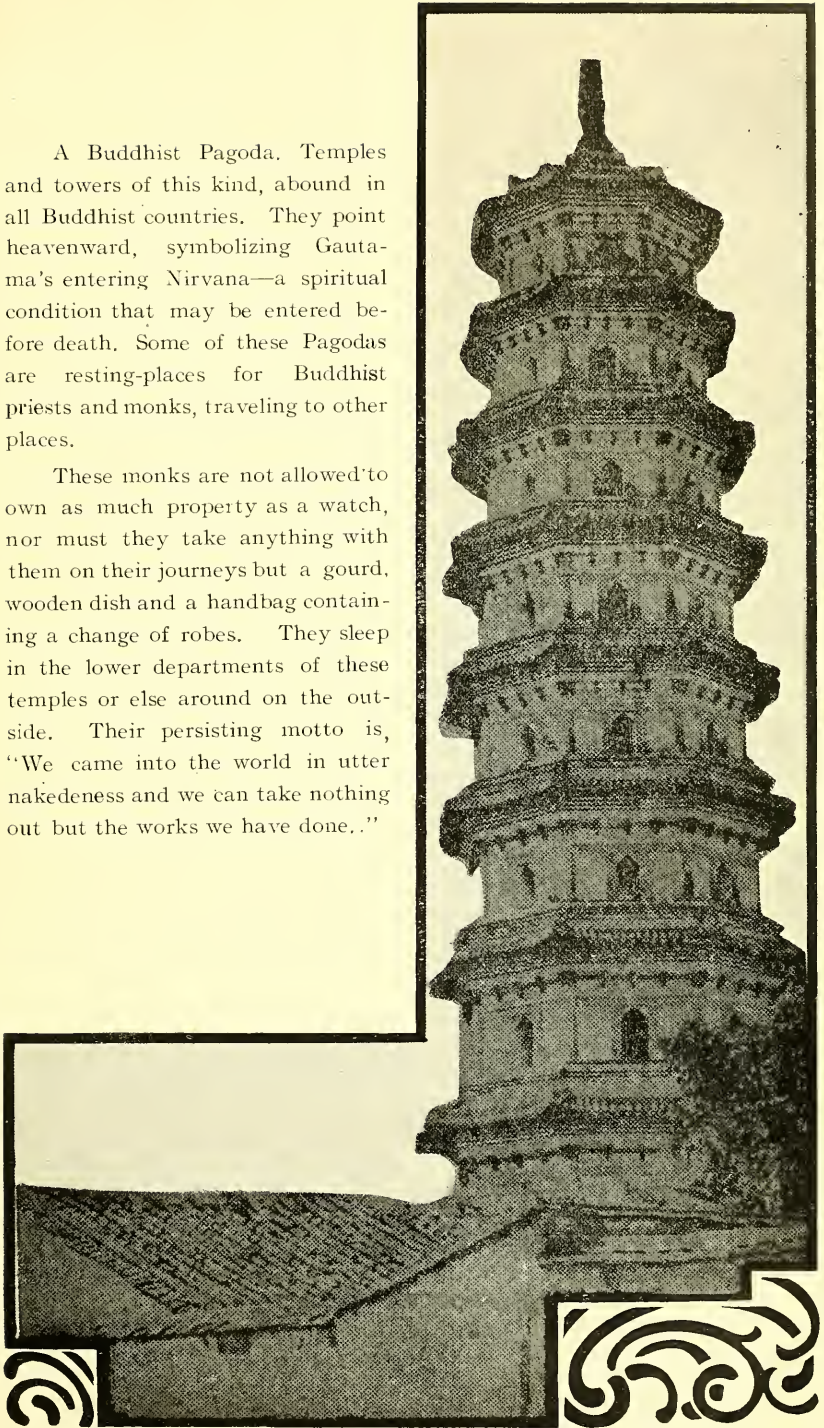 A Buddhist Pagoda. Temples
and towers of this kind, abound in
all Buddhist countries. They point
heavenward, symbolizing Gauta-
ma's entering Nirvana—a spiritual
condition that may be entered be-
fore death. Some of these Pagodas
are resting-places for Buddhist
priests and monks, traveling to other
places.
These monks are not allowed to
own as much property as a watch,
nor must they take anything with
them on their journeys but a gourd,
wooden dish and a handbag contain-
ing a change of robes. They sleep
in the lower departments of these
temples or else around on the out-
side. Their persisting motto is,
"We came into the world in utter
nakedeness and we can take nothing
out but the works we have done.."